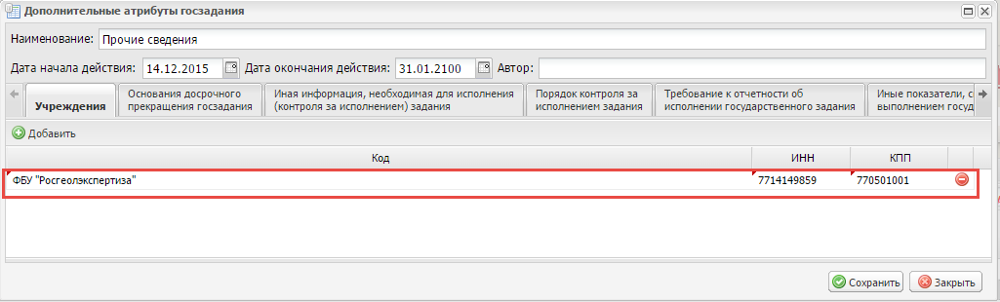 Дополнительные атрибуты госзадания
Наименование: Прочие сведения
Дата начала действия: 14.12.2015 Дата окончания действия: 31.01.2100 Автор:
Учреждения
Основания досрочного
прекращения госзадания
Иная информация, необходимая для исполнения
(контроля за исполнением) задания
Порядок контроля за
исполнением задания
Требование к отчетности об
исполнении государственного задания
Иные показатели, с
выполнением госуд
Добавить
Код ИНН КПП
ФБУ "Росгеолэкспертиза" 7714149859 770501001
Сохранить Закрыть